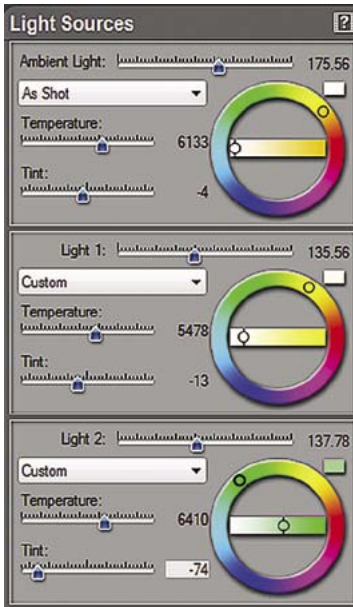 Light Sources ?
Ambient Light: 175.56
As Shot
Temperature:
6133
Tint:
-4
Light 1: 135.56
Custom
Temperature:
5478
Tint:
-13
Light 2: 137.78
Custom
Temperature:
6410
Tint:
-74